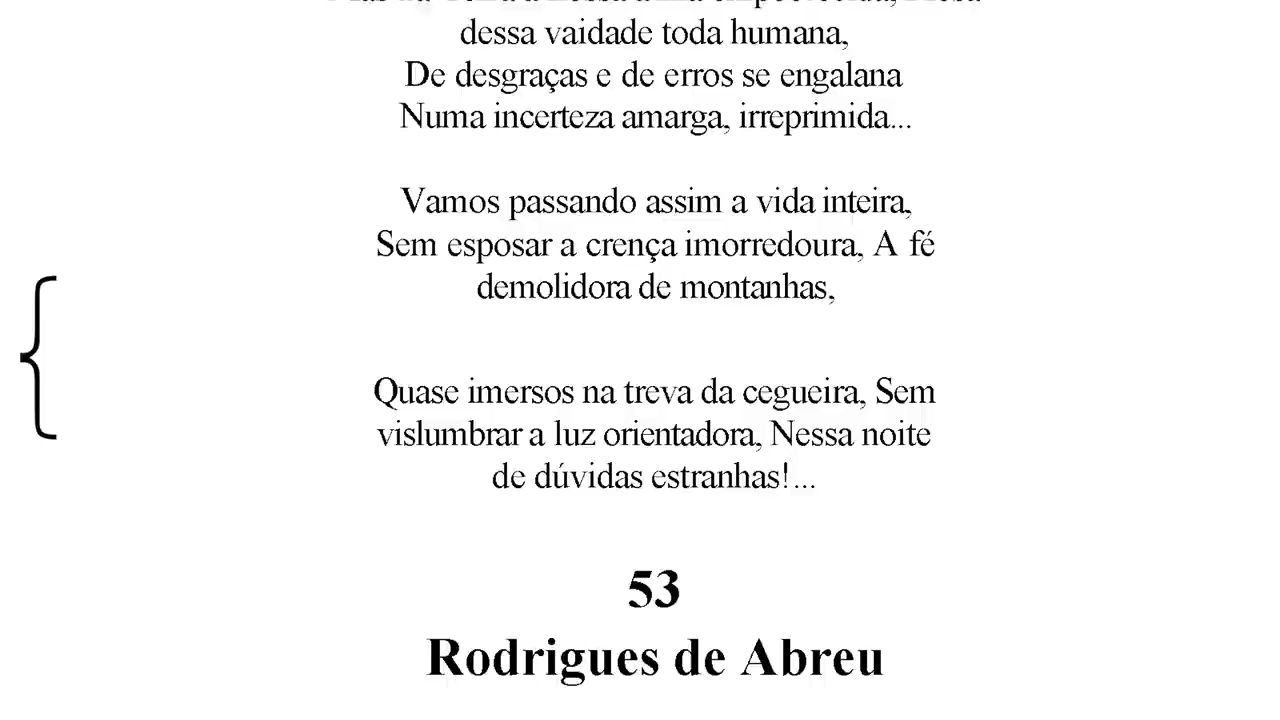 dessa vaidade toda humana,
De desgraças e de erros se engalana
Numa incerteza amarga, irreprimida...
Vamos passando assim a vida inteira,
Sem esposar a crença imorredoura, A fé
demolidora de montanhas,
Quase imersos na treva da cegueira, Sem
vislumbrar a luz orientadora, Nessa noite
de dúvidas estranhas!...
53
Rodrigues de Abreu